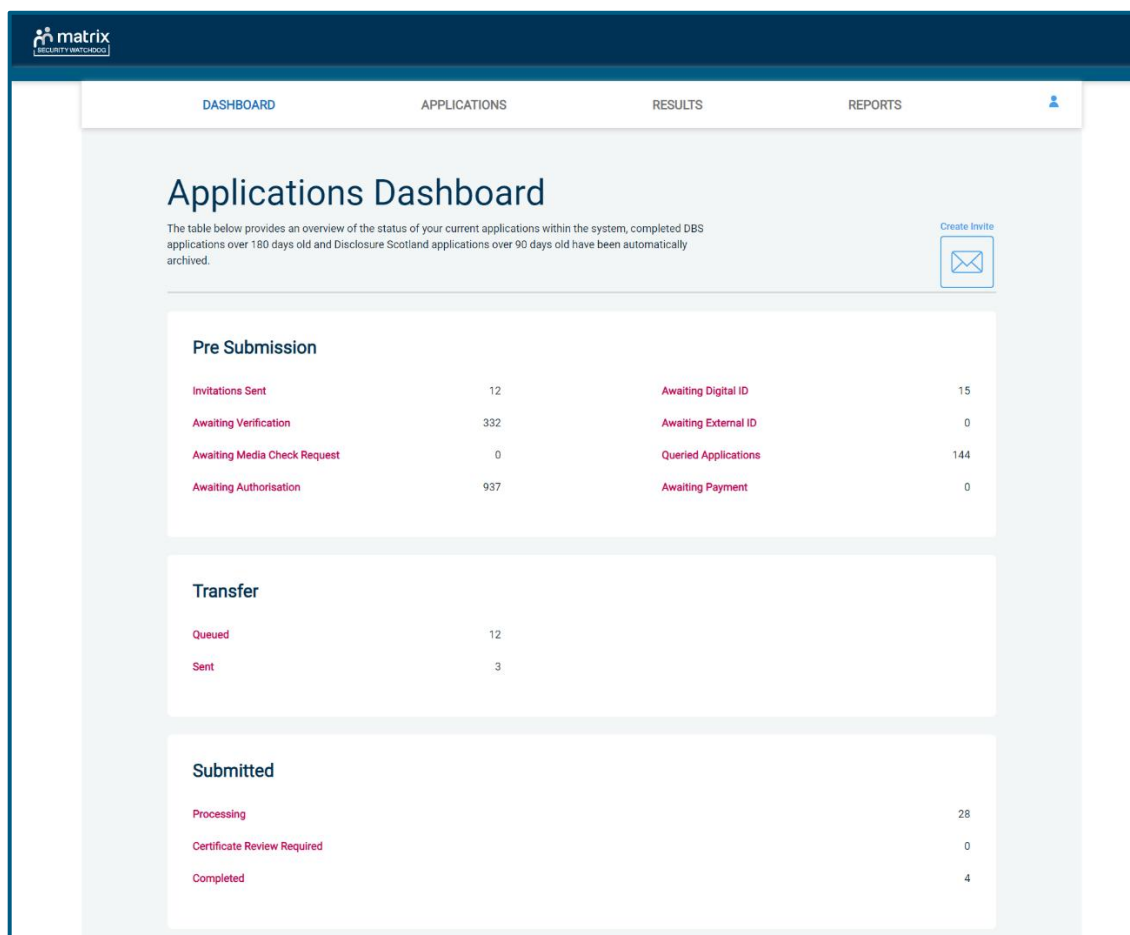 matrix
SECURITY WATCHDOG
DASHBOARD APPLICATIONS RESULTS REPORTS
Applications Dashboard
The table below provides an overview of the status of your current applications within the system, completed DBS
applications over 180 days old and Disclosure Scotland applications over 90 days old have been automatically
archived.
Create Invite
Pre Submission
Invitations Sent 12 Awaiting Digital ID 15
Awaiting Verification 332 Awaiting External ID 0
Awaiting Media Check Request 0 Queried Applications 144
Awaiting Authorisation 937 Awaiting Payment 0
Transfer
Queued 12
Sent 3
Submitted
Processing 28
Certificate Review Required 0
Completed 4